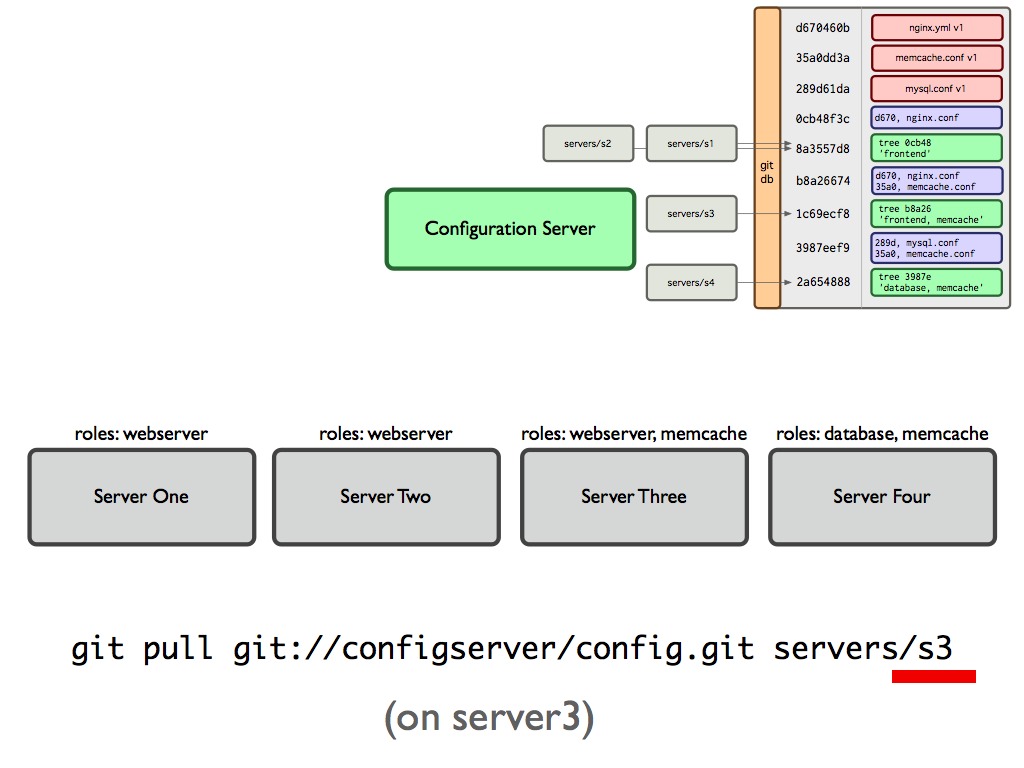 d670460b
nginx.yml v1
35a0dd3a
memcache.conf v1
289d61da
mysql.conf v1
0cb48f3c
d670, nginx.conf
servers/s2
servers/s1
8a3557d8
tree 0cb48
'frontend'
git
db
b8a26674
d670, nginx.conf
35a0, memcache.conf
Configuration Server
servers/s3
1c69ecf8
tree b8a26
'frontend, memcache'
3987eef9
289d, mysql.conf
35a0, memcache.conf
servers/s4
2a654888
tree 3987e
'database, memcache'
roles: webserver
roles: webserver
roles: webserver, memcache
roles: database, memcache
Server One
Server Two
Server Three
Server Four
git pull git://configserver/config.git servers/s3
(on server3)